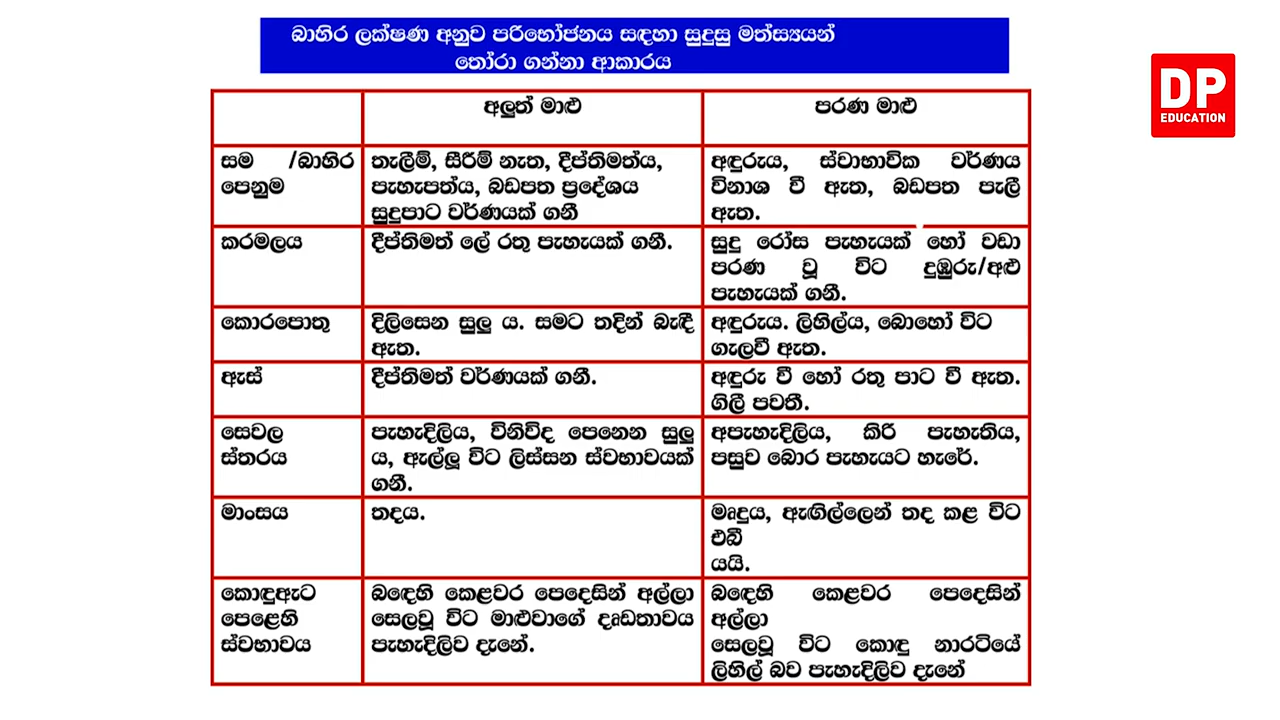 බාහිර ලක්ෂණ අනුව පරිභෝජනය සඳහා සුදුසු මත්ස්‍යයන්
තෝරා ගන්නා ආකාරය
DP
EDUCATION
අලුත් මාළු
පරණ මාළු
සම /බාහිර
පෙනුම
තැලීම්, සීරීම් නැත, දීප්තිමත්ය,
පැහැපත්ය, බඩපත ප්‍රදේශය
සුදුපාට වර්ණයක් ගනී
අඳුරුය, ස්වාභාවික වර්ණය
විනාශ වී ඇත, බඩපත පැලී
ඇත.
කරමලය
දීප්තිමත් ලේ රතු පැහැයක් ගනී.
සුදු රෝස පැහැයක් හෝ වඩා
පරණ වූ විට දුඹුරු/අළු
පැහැයක් ගනී.
කොරපොතු
දිලිසෙන සුලු ය. සමට තදින් බැඳී
ඇත.
අඳුරුය. ලිහිල්ය, බොහෝ විට
ගැලවී ඇත.
ඇස්
දීප්තිමත් වර්ණයක් ගනී.
අඳුරු වී හෝ රතු පාට වී ඇත.
ගිලී පවතී.
සෙවල
ස්තරය
පැහැදිලිය, විනිවිද පෙනෙන සුලු
ය, ඇල්ලූ විට ලිස්සන ස්වභාවයක්
ගනී.
අපැහැදිලිය, කිරි පැහැතිය,
පසුව බොර පැහැයට හැරේ.
මාංසය
තදය.
මෘදුය, ඇඟිල්ලෙන් තද කළ විට
එබී
යයි.
කොඳුඇට
පෙළෙහි
ස්වභාවය
බඳෙහි කෙළවර පෙදෙසින් අල්ලා
සෙලවූ විට මාළුවාගේ දෘඩතාවය
පැහැදිලිව දැනේ.
බඳෙහි කෙළවර පෙදෙසින්
අල්ලා
සෙලවූ විට කොඳු නාරටියේ
ලිහිල් බව පැහැදිලිව දැනේ